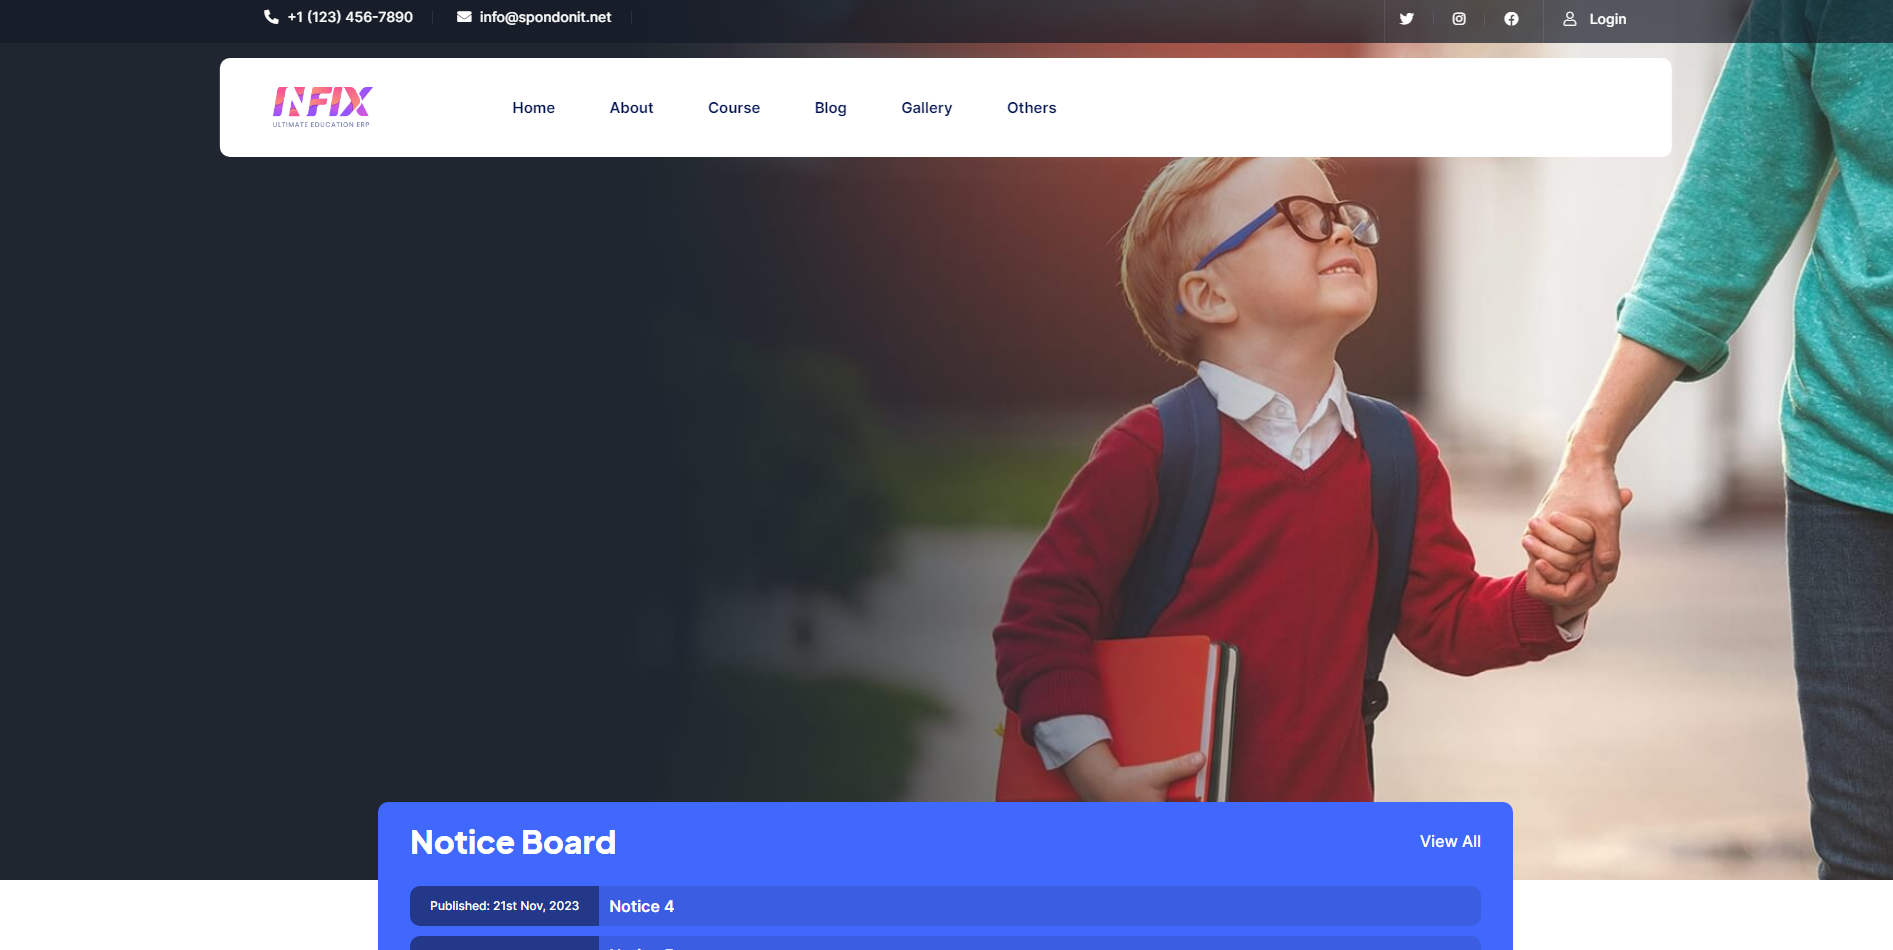 +1 (123) 456-7890 info@spondonit.net Login
INFIX
ULTIMATE EDUCATION ERP
Home About Course Blog Gallery Others
Notice Board View All
Published: 21st Nov, 2023 Notice 4